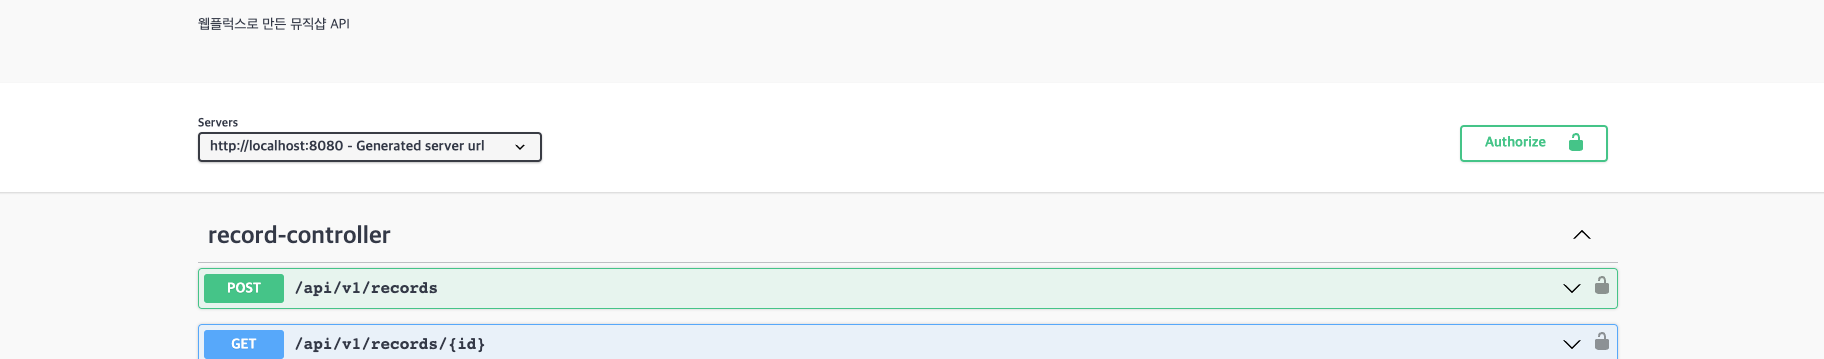 웹플럭스로 만든 뮤직샵 API
Servers
http://localhost:8080 - Generated server url
Authorize
record-controller
POST /api/v1/records
GET /api/v1/records/{id}